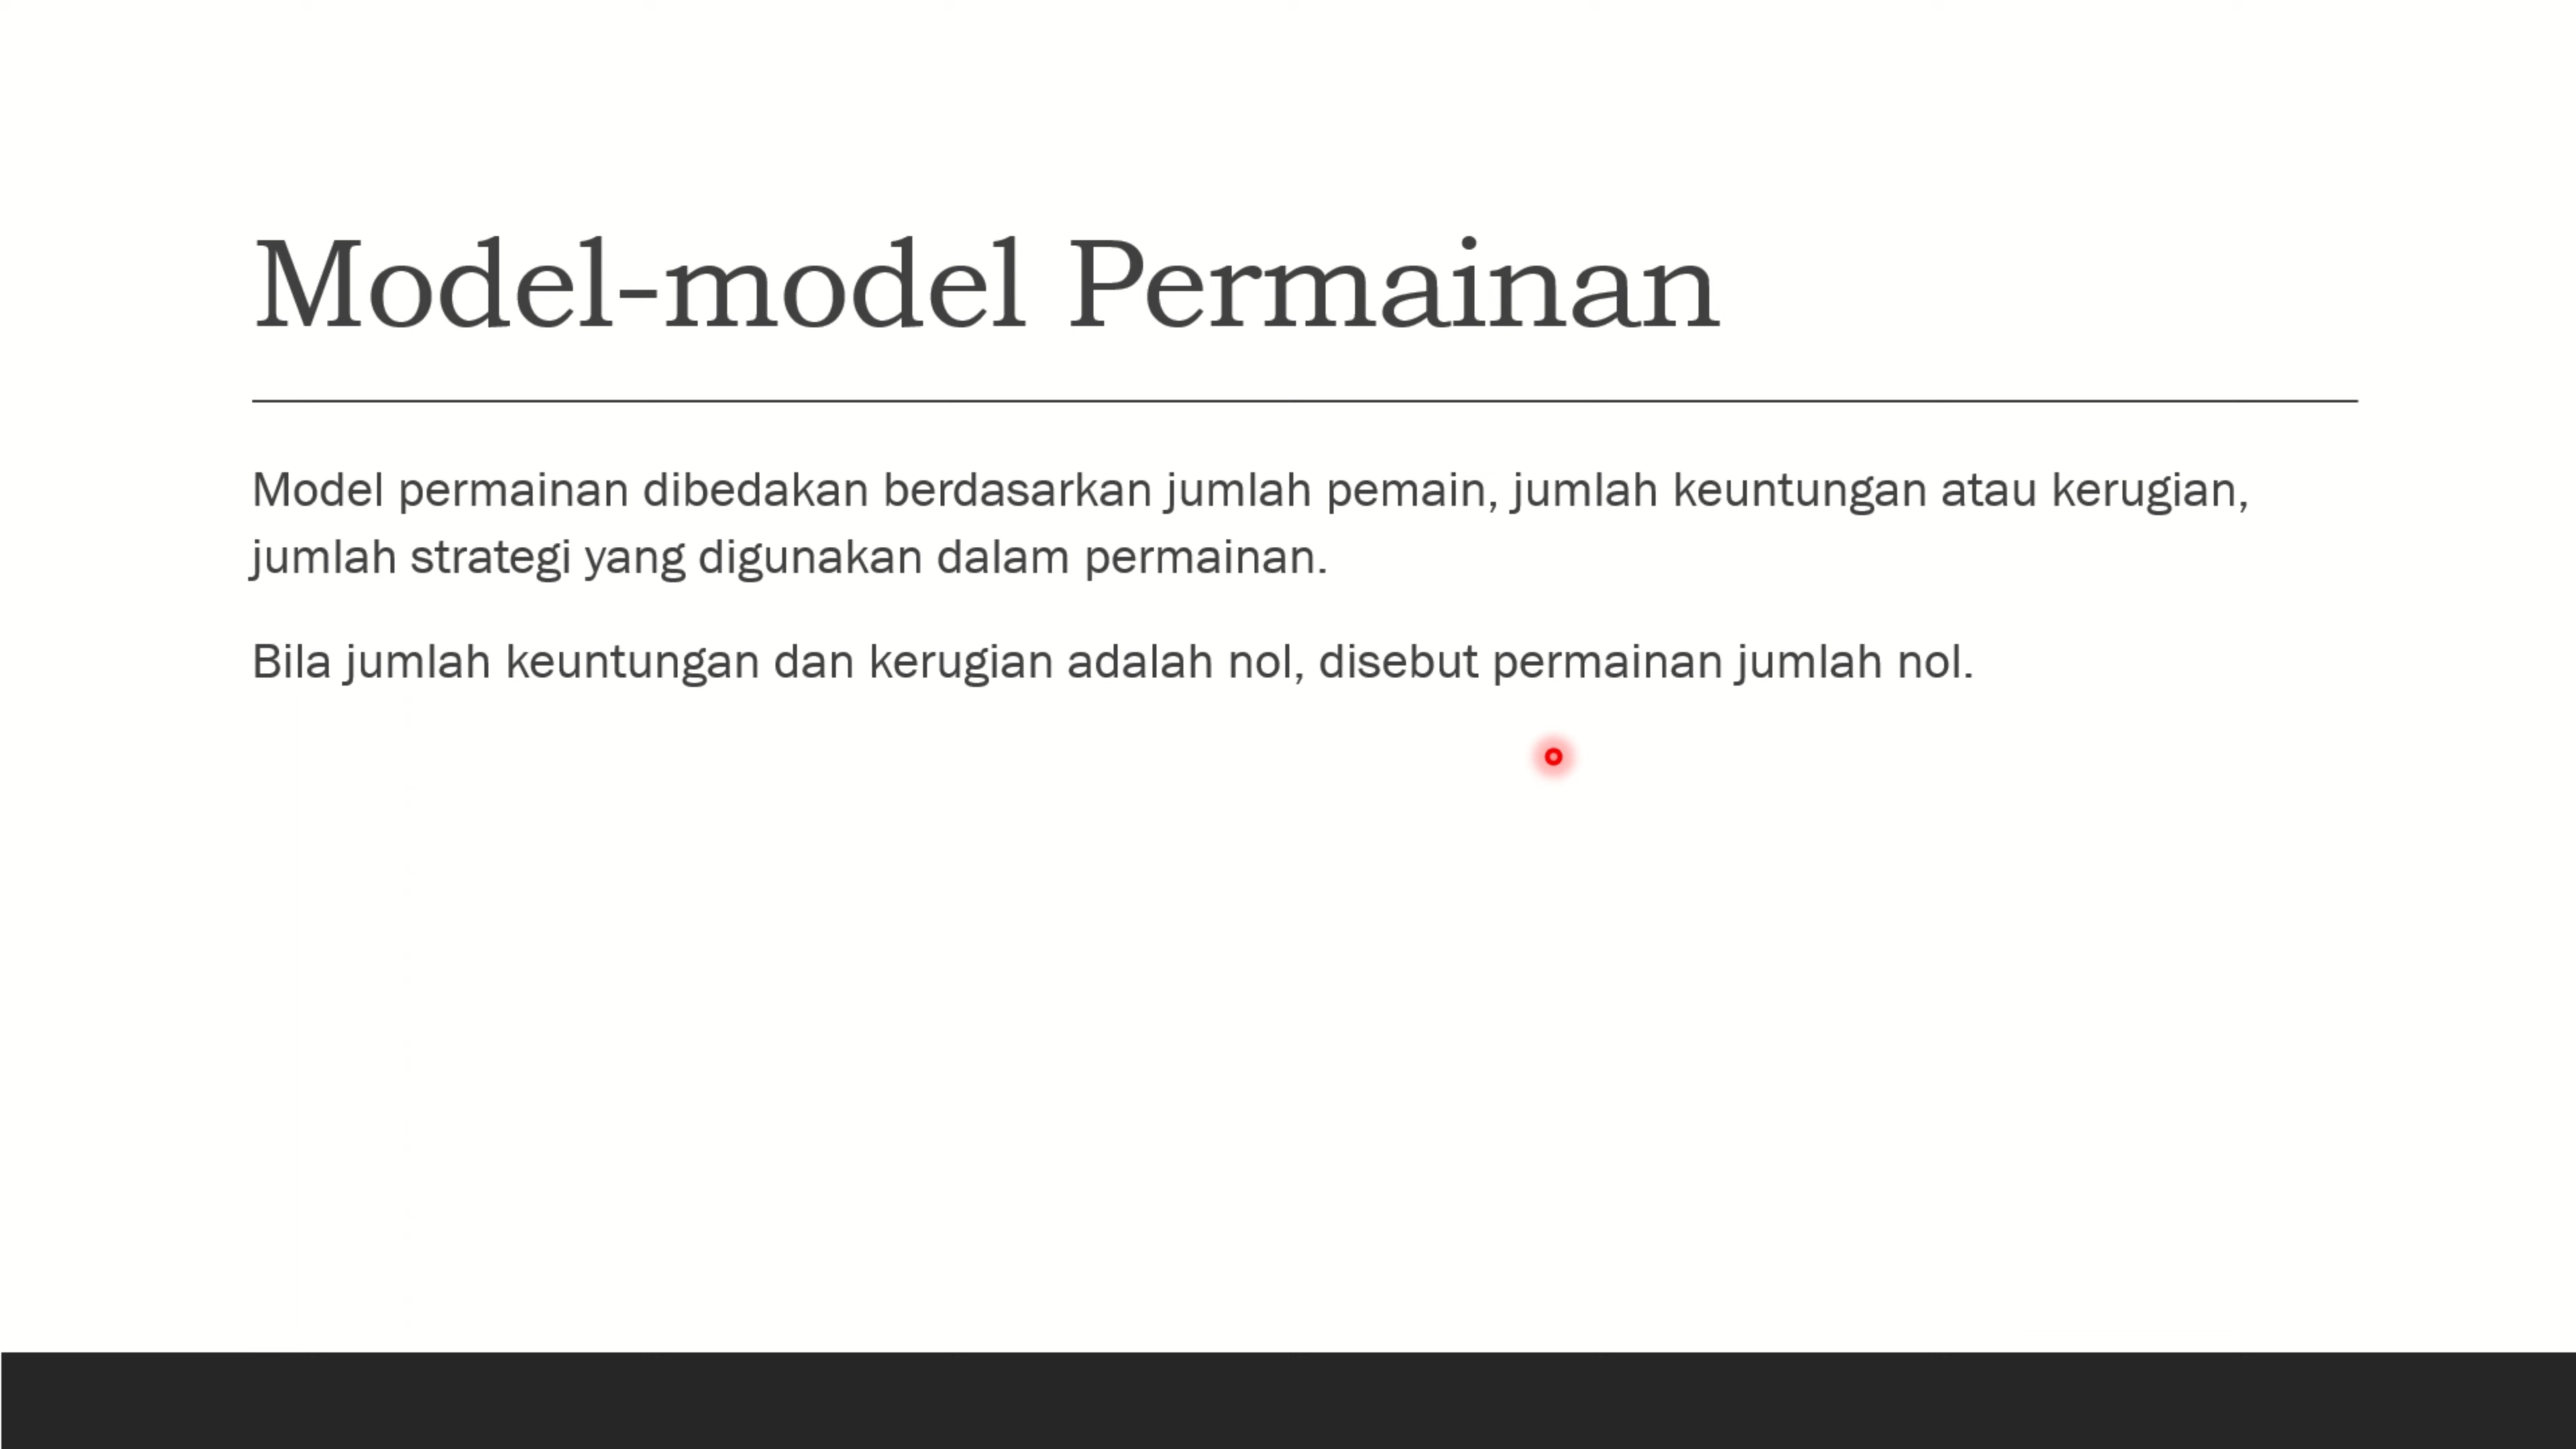 Model-model Permainan
Model permainan dibedakan berdasarkan jumlah pemain, jumlah keuntungan atau kerugian,
jumlah strategi yang digunakan dalam permainan.
Bila jumlah keuntungan dan kerugian adalah nol, disebut permainan jumlah nol.